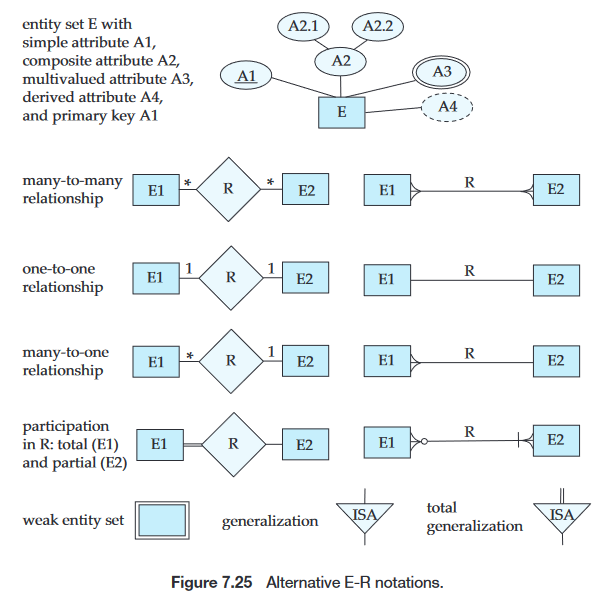 entity set E with
simple attribute A1,
composite attribute A2,
multivalued attribute A3,
derived attribute A4,
and primary key A1
A2.1
A2.2
A2
A1
A3
A4
E
many-to-many
relationship
E1 * R * E2
E1 R E2
one-to-one
relationship
E1 1 R 1 E2
E1 R E2
many-to-one
relationship
E1 * R 1 E2
E1 R E2
participation
in R: total (E1)
and partial (E2)
E1 R E2
E1 R E2
weak entity set
generalization
ISA
total
generalization
ISA
Figure 7.25 Alternative E-R notations.